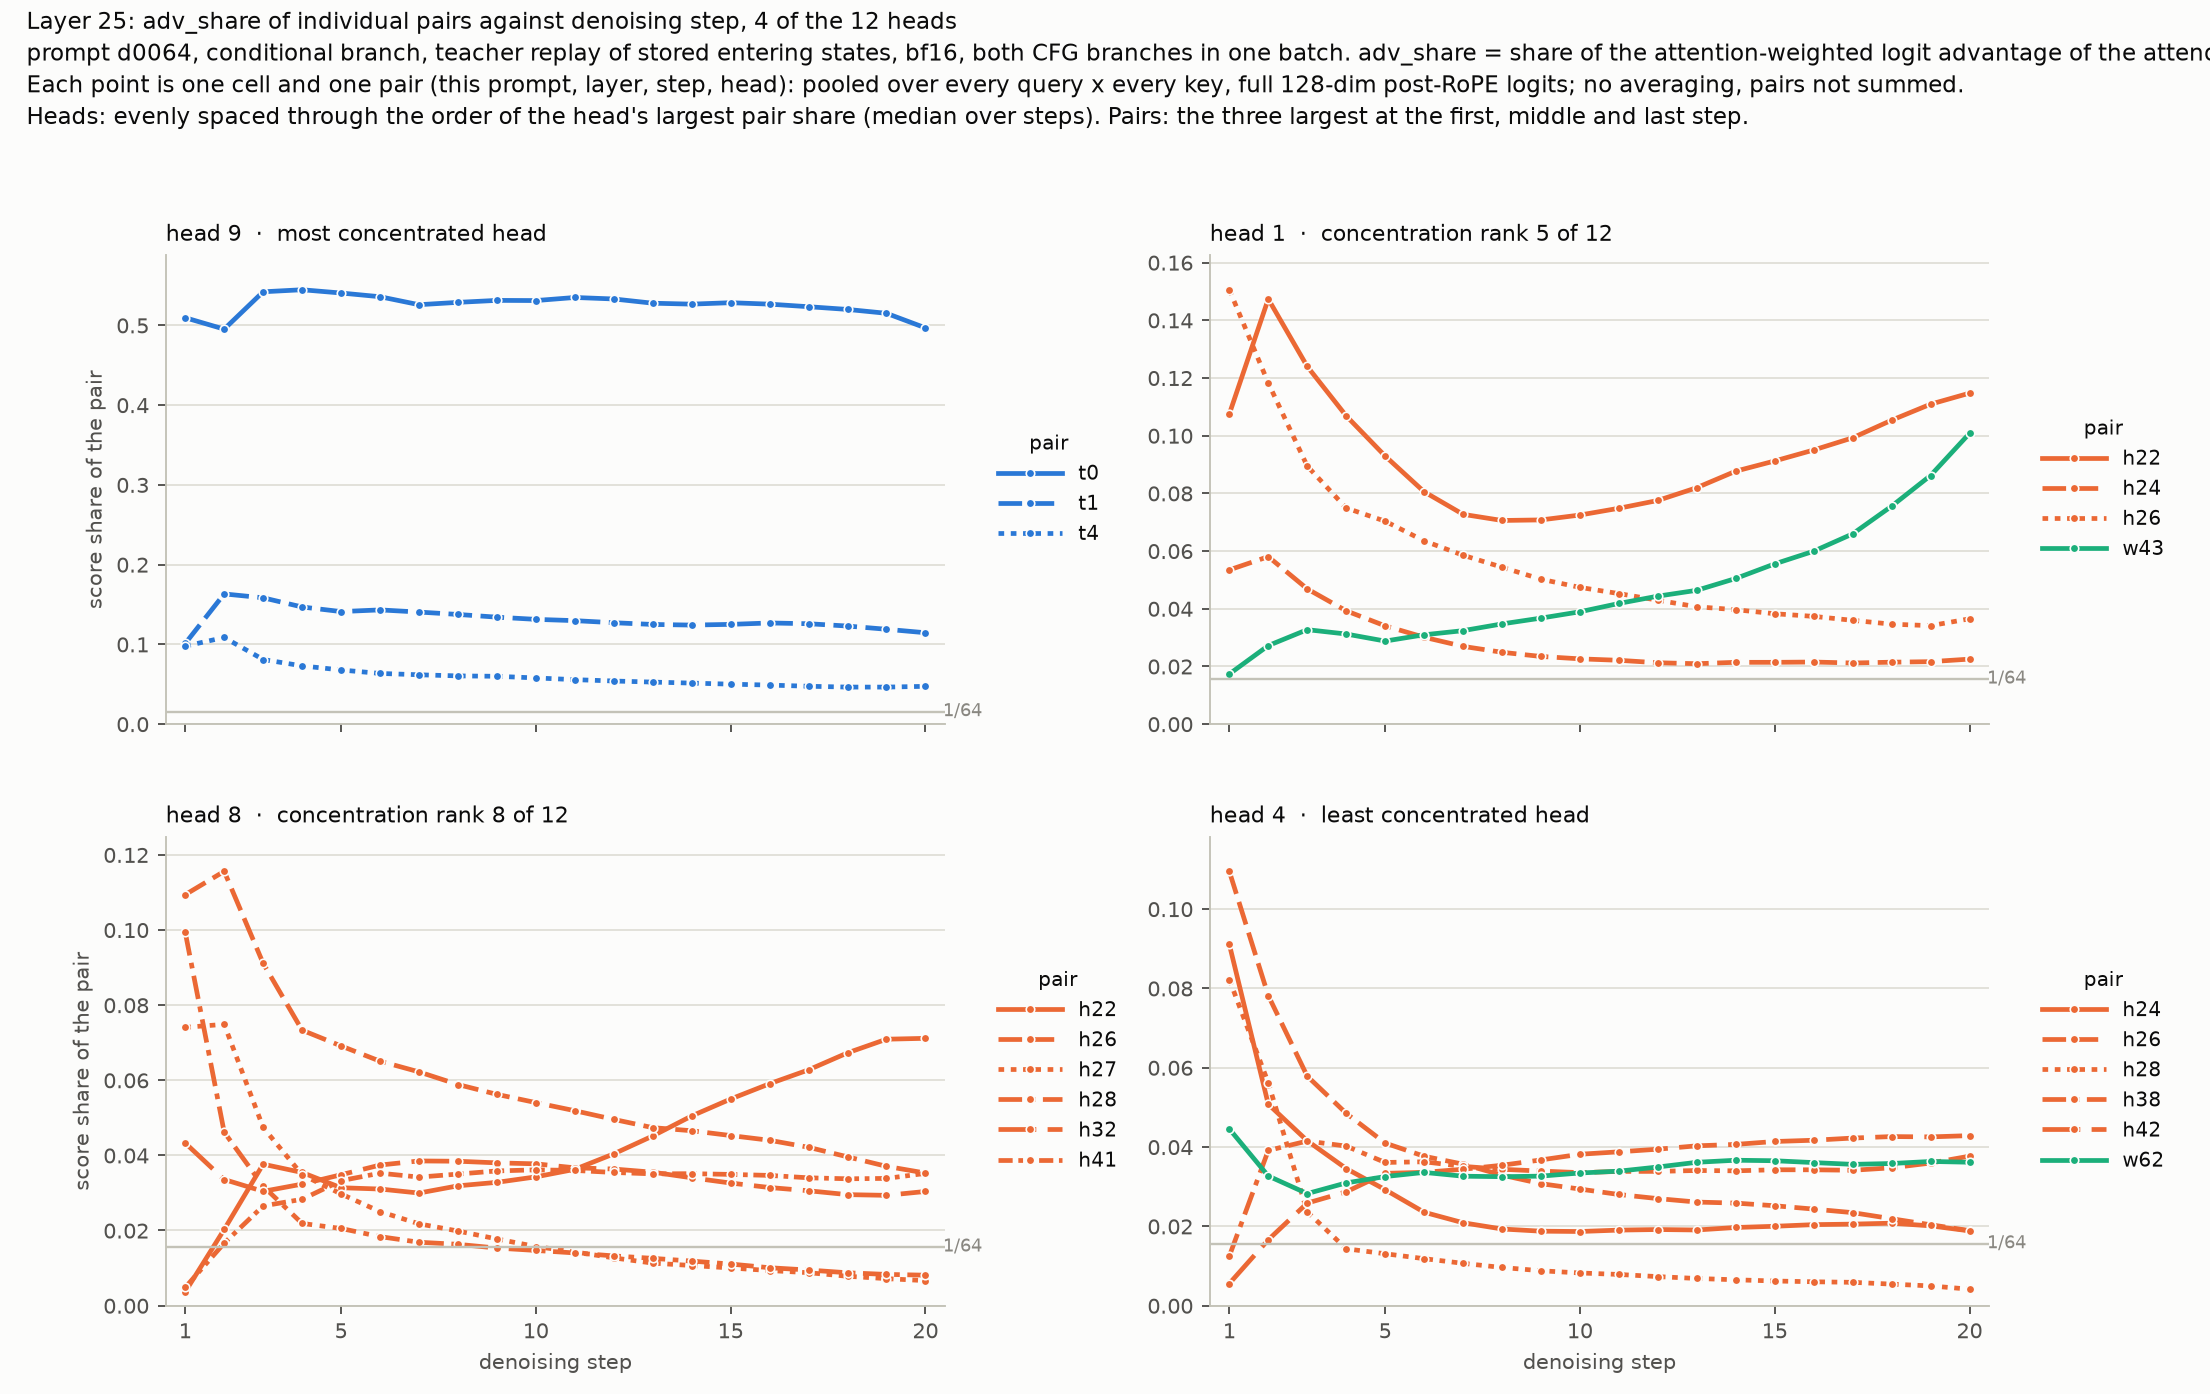 Layer 25: adv_share of individual pairs against denoising step, 4 of the 12 heads
prompt d0064, conditional branch, teacher replay of stored entering states, bf16, both CFG branches in one batch. adv_share = share of the attention-weighted logit advantage of the attend
Each point is one cell and one pair (this prompt, layer, step, head): pooled over every query x every key, full 128-dim post-RoPE logits; no averaging, pairs not summed.
Heads: evenly spaced through the order of the head's largest pair share (median over steps). Pairs: the three largest at the first, middle and last step.
head 9 · most concentrated head
score share of the pair
0.5
0.4
0.3
0.2
0.1
0.0
1/64
pair
t0
t1
t4
head 1 · concentration rank 5 of 12
0.16
0.14
0.12
0.10
0.08
0.06
0.04
0.02
0.00
1/64
pair
h22
h24
h26
w43
head 8 · concentration rank 8 of 12
score share of the pair
0.12
0.10
0.08
0.06
0.04
0.02
0.00
1/64
1
5
10
15
20
denoising step
pair
h22
h26
h27
h28
h32
h41
head 4 · least concentrated head
0.10
0.08
0.06
0.04
0.02
0.00
1/64
1
5
10
15
20
denoising step
pair
h24
h26
h28
h38
h42
w62